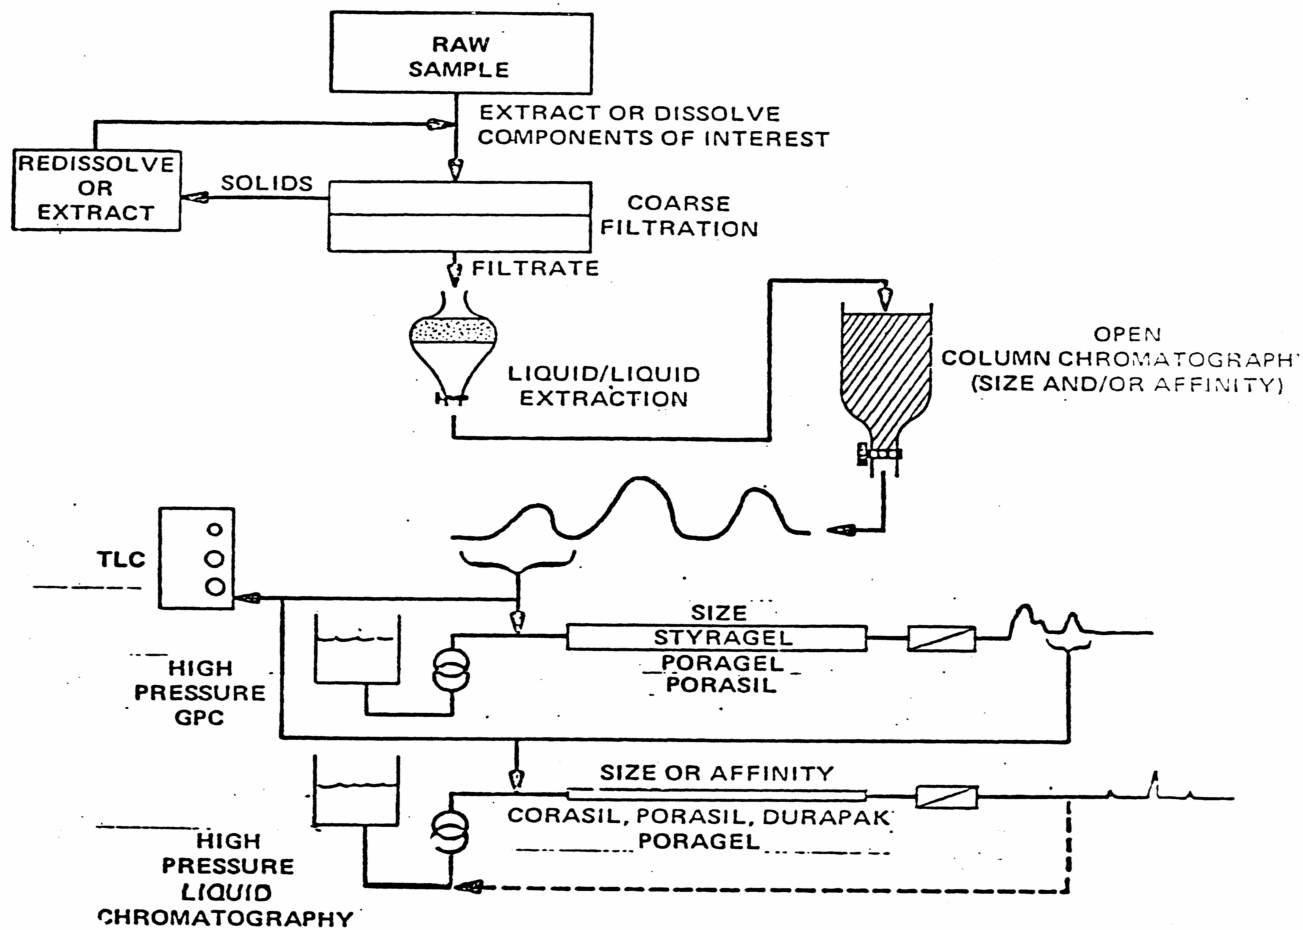 RAW
SAMPLE
EXTRACT OR DISSOLVE
COMPONENTS OF INTEREST
REDISSOLVE
OR
EXTRACT
SOLIDS
COARSE
FILTRATION
FILTRATE
LIQUID/LIQUID
EXTRACTION
OPEN
COLUMN CHROMATOGRAPHY
(SIZE AND/OR AFFINITY)
TLC
SIZE
STYRAGEL
PORAGEL
PORASIL
HIGH
PRESSURE
GPC
SIZE OR AFFINITY
CORASIL, PORASIL, DURAPAK
PORAGEL
HIGH
PRESSURE
LIQUID
CHROMATOGRAPHY